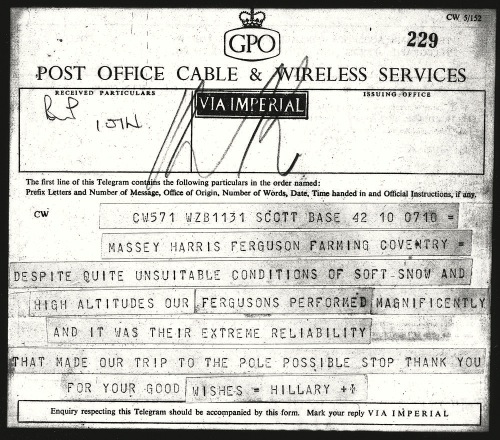 CW 5/152
GPO
229
POST OFFICE CABLE & WIRELESS SERVICES
RECEIVED PARTICULARS
ISSUING OFFICE
VIA IMPERIAL
The first line of this Telegram contains the following particulars in the order named:
Prefix Letters and Number of Message, Office of Origin, Number of Words, Date, Time handed in and Official Instructions, if any.
CW
CW571 WZB1131 SCOTT BASE 42 10 0710 =
MASSEY HARRIS FERGUSON FARMING COVENTRY =
DESPITE QUITE UNSUITABLE CONDITIONS OF SOFT-SNOW AND
HIGH ALTITUDES OUR FERGUSONS PERFORMED MAGNIFICENTLY
AND IT WAS THEIR EXTREME RELIABILITY
THAT MADE OUR TRIP TO THE POLE POSSIBLE STOP THANK YOU
FOR YOUR GOOD WISHES = HILLARY ++
Enquiry respecting this Telegram should be accompanied by this form. Mark your reply VIA IMPERIAL